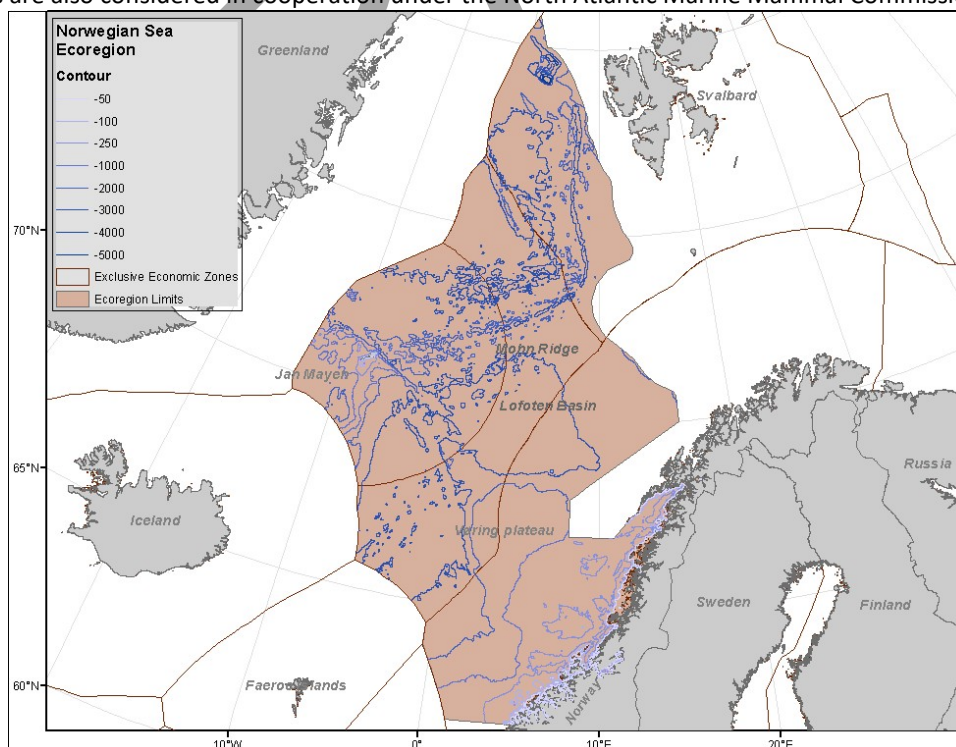 are also considered in cooperation under the North Atlantic Marine Mammal Commissi
Norwegian Sea
Ecoregion
Contour
-50
-100
-250
-1000
-2000
-3000
-4000
-5000
Exclusive Economic Zones
Ecoregion Limits
Greenland
Svalbard
70°N
Mohn Ridge
Jan Mayen
Lofoten Basin
65°N
Russia
Iceland
Vøring plateau
Sweden
Finland
60°N
Faeroe Islands
Norway
10°W
0°
10°E
20°E